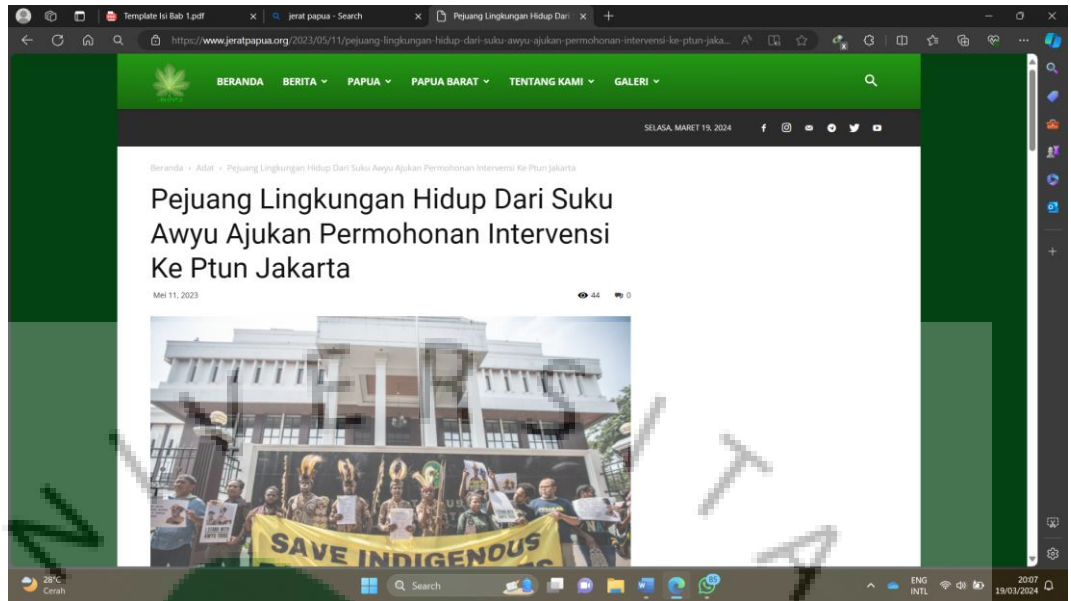 Template Isi Bab 1.pdf
jerat papua - Search
Pejuang Lingkungan Hidup Dari
https://www.jeratpapua.org/2023/05/11/pejuang-lingkungan-hidup-dari-suku-awyu-ajukan-permohonan-intervensi-ke-ptun-jaka...
BERANDA BERITA PAPUA PAPUA BARAT TENTANG KAMI GALERI
SELASA, MARET 19, 2024
Beranda › Adat › Pejuang Lingkungan Hidup Dari Suku Awyu Ajukan Permohonan Intervensi Ke Ptun Jakarta
Pejuang Lingkungan Hidup Dari Suku
Awyu Ajukan Permohonan Intervensi
Ke Ptun Jakarta
Mei 11, 2023
44 0
SAVE INDIGENOUS
NIVERSITA
28°C
Cerah
Search
85
ENG
INTL
20:07
19/03/2024